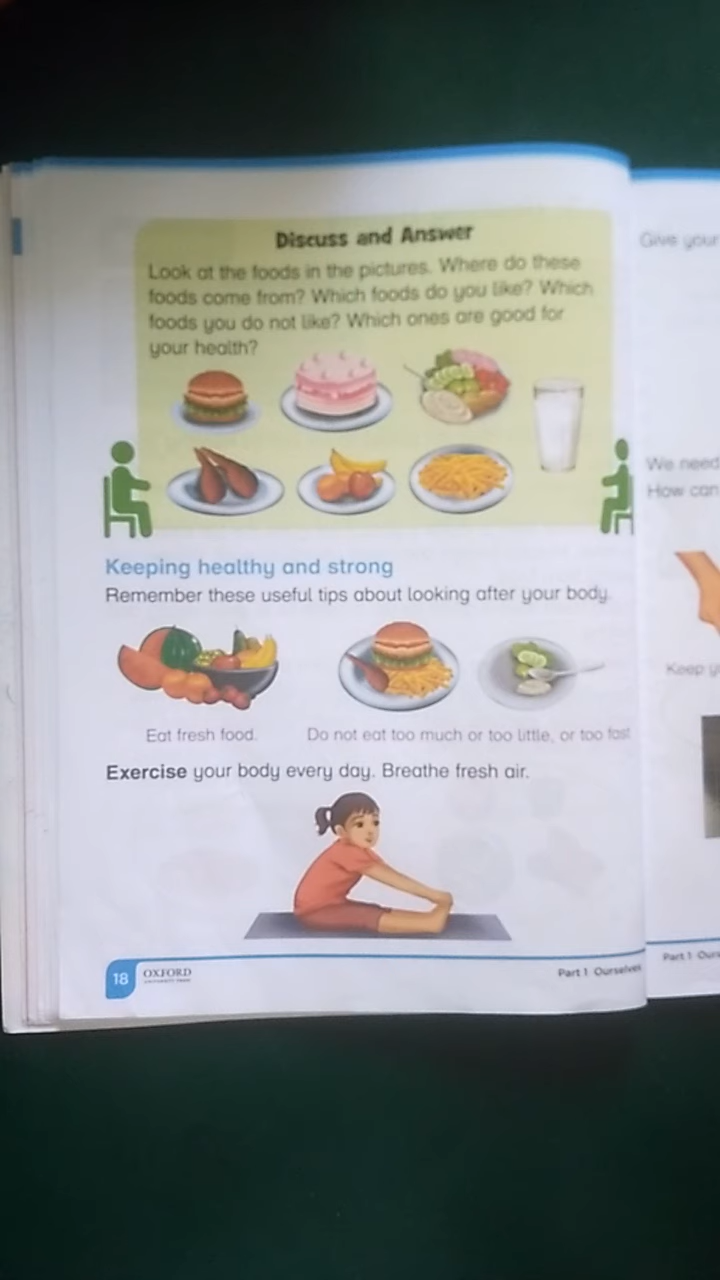 Discuss and Answer
Look at the foods in the pictures. Where do these
foods come from? Which foods do you like? Which
foods you do not like? Which ones are good for
your health?
Keeping healthy and strong
Remember these useful tips about looking after your body.
Eat fresh food.
Do not eat too much or too little, or too fast
Exercise your body every day. Breathe fresh air.
18
OXFORD
UNIVERSITY PRESS
Part 1 Ourselves
Give your
We need
How can
Keep
Part 1